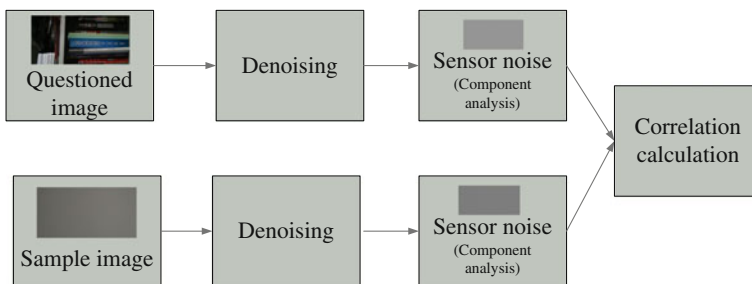 Questioned
image
Denoising
Sensor noise
(Component
analysis)
Correlation
calculation
Sample image
Denoising
Sensor noise
(Component
analysis)